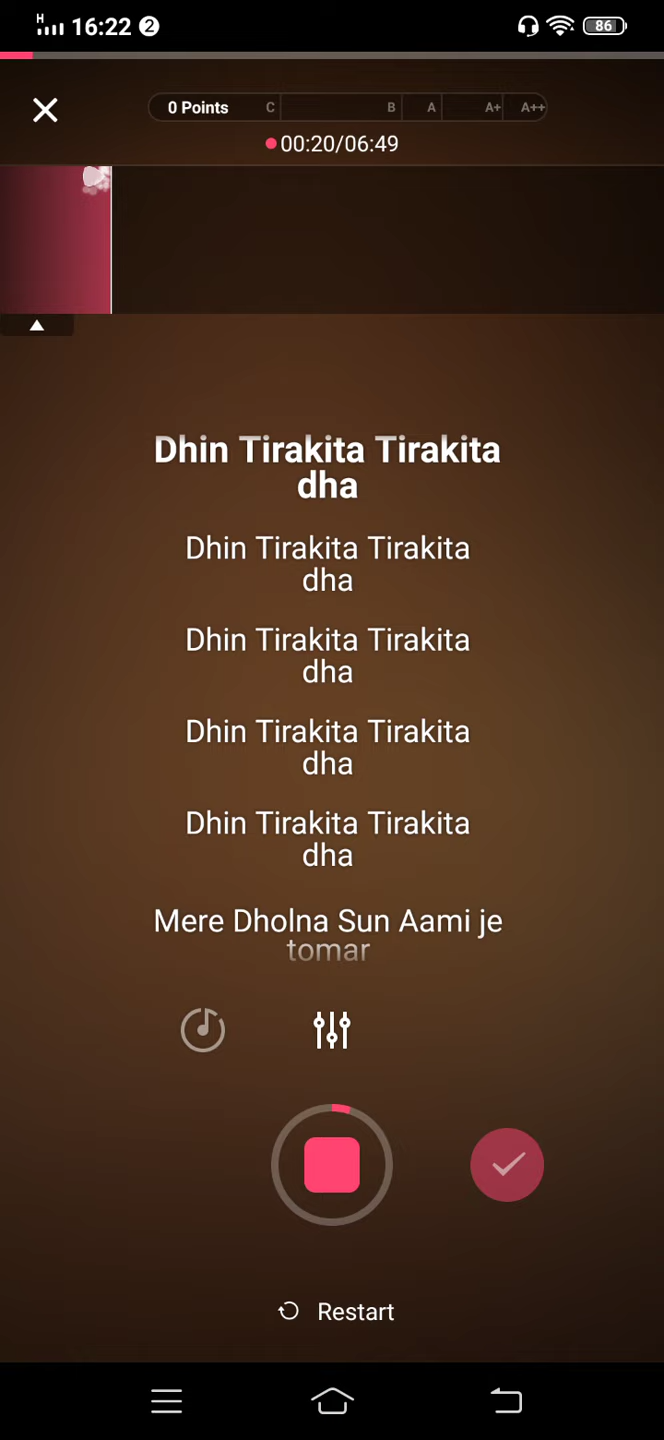 H 16:22 2 86
0 Points C B A A+ A++
00:20/06:49
Dhin Tirakita Tirakita
dha
Dhin Tirakita Tirakita
dha
Dhin Tirakita Tirakita
dha
Dhin Tirakita Tirakita
dha
Dhin Tirakita Tirakita
dha
Mere Dholna Sun Aami je
tomar
Restart